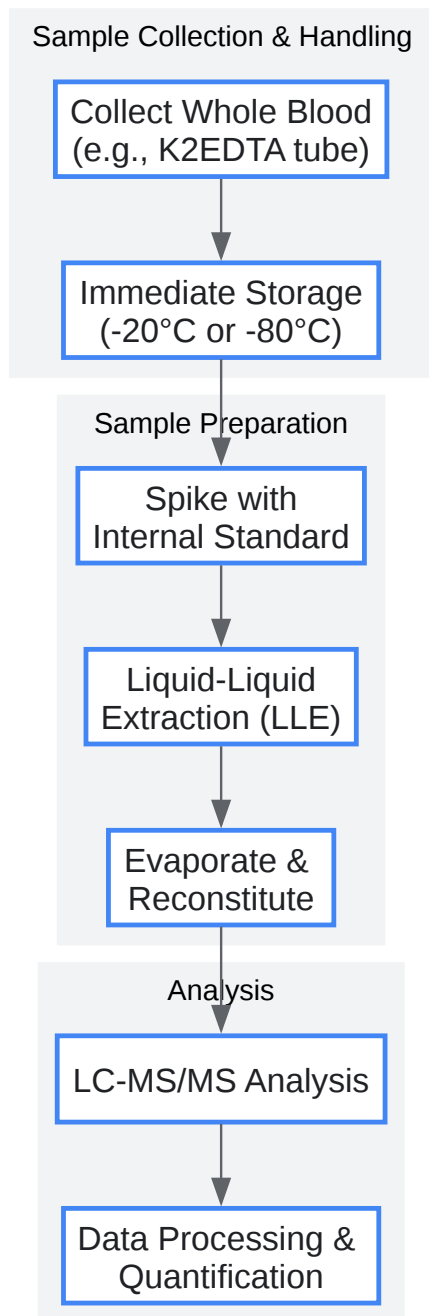 Sample Collection & Handling
Collect Whole Blood
(e.g., K2EDTA tube)
Immediate Storage
(-20°C or -80°C)
Sample Preparation
Spike with
Internal Standard
Liquid-Liquid
Extraction (LLE)
Evaporate &
Reconstitute
Analysis
LC-MS/MS Analysis
Data Processing &
Quantification